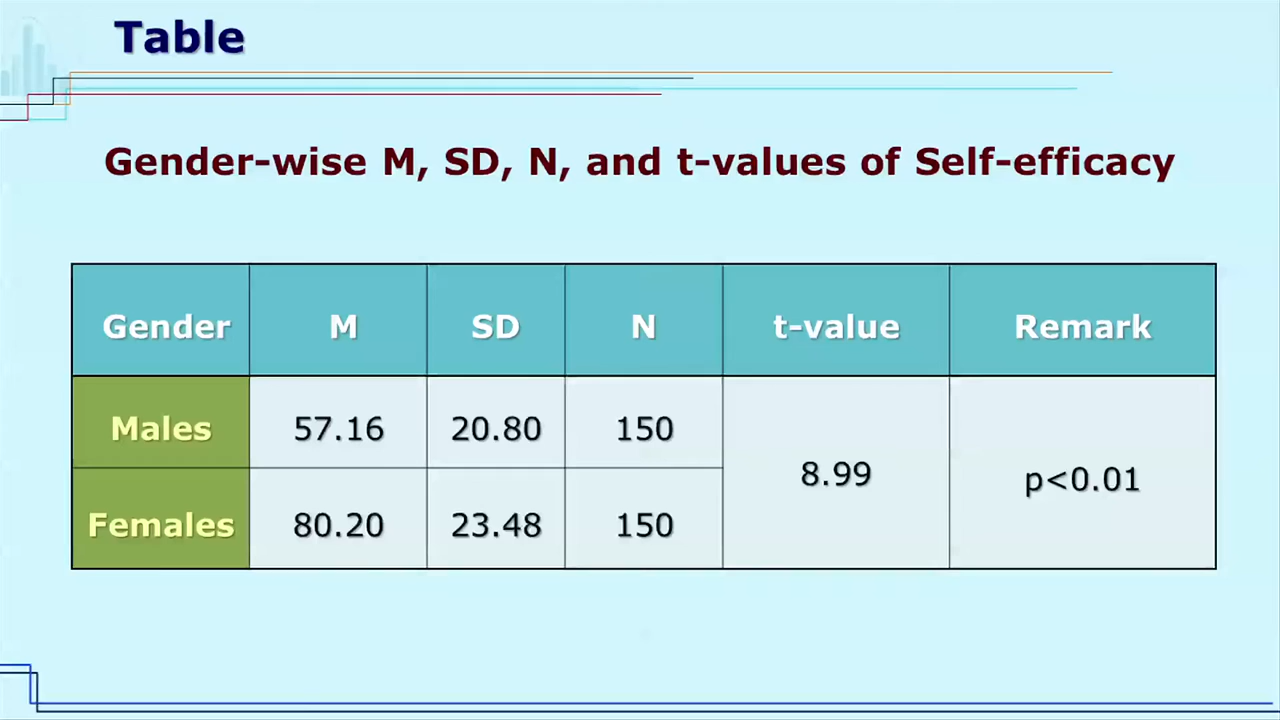 Table
Gender-wise M, SD, N, and t-values of Self-efficacy
Gender M SD N t-value Remark
Males 57.16 20.80 150
8.99 p<0.01
Females 80.20 23.48 150